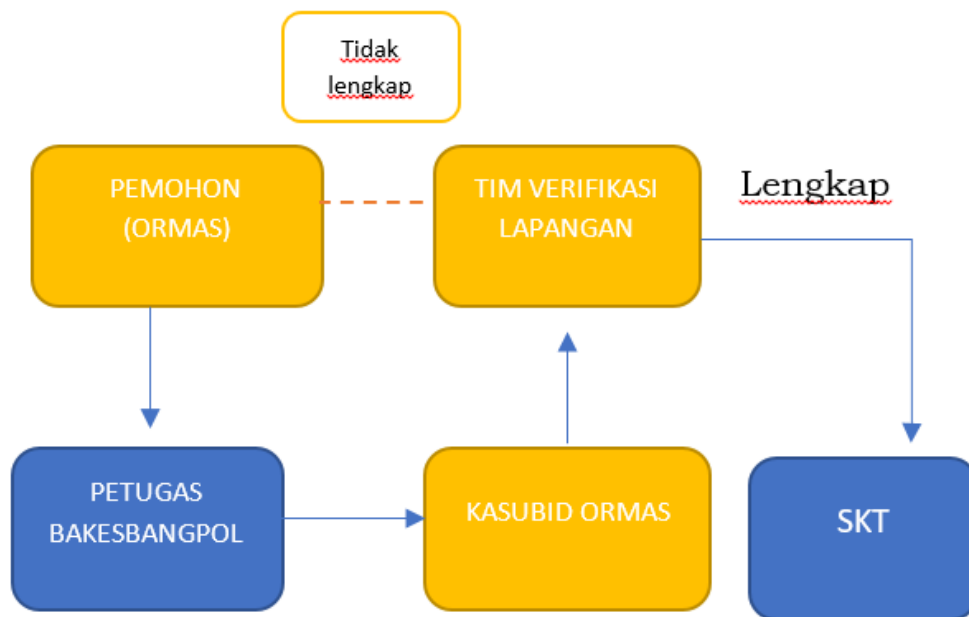 Tidak
lengkap
PEMOHON
(ORMAS)
TIM VERIFIKASI
LAPANGAN
Lengkap
PETUGAS
BAKESBANGPOL
KASUBID ORMAS
SKT